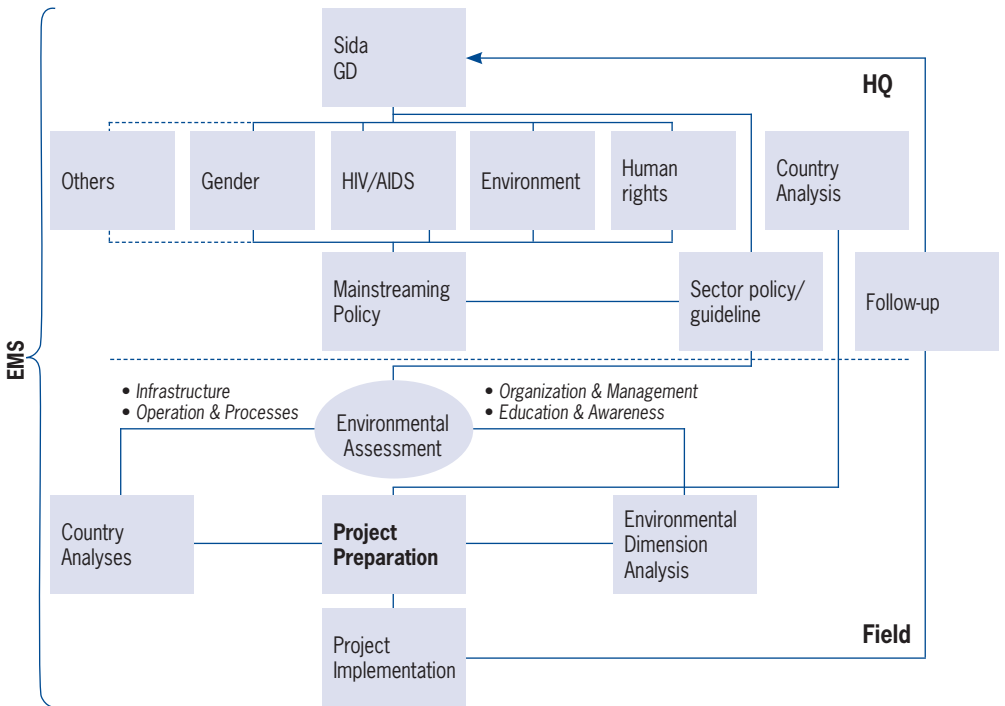 Sida
GD
HQ
Others
Gender
HIV/AIDS
Environment
Human
rights
Country
Analysis
Mainstreaming
Policy
Sector policy/
guideline
Follow-up
EMS
• Infrastructure
• Operation & Processes
Environmental
Assessment
• Organization & Management
• Education & Awareness
Country
Analyses
Project
Preparation
Environmental
Dimension
Analysis
Project
Implementation
Field